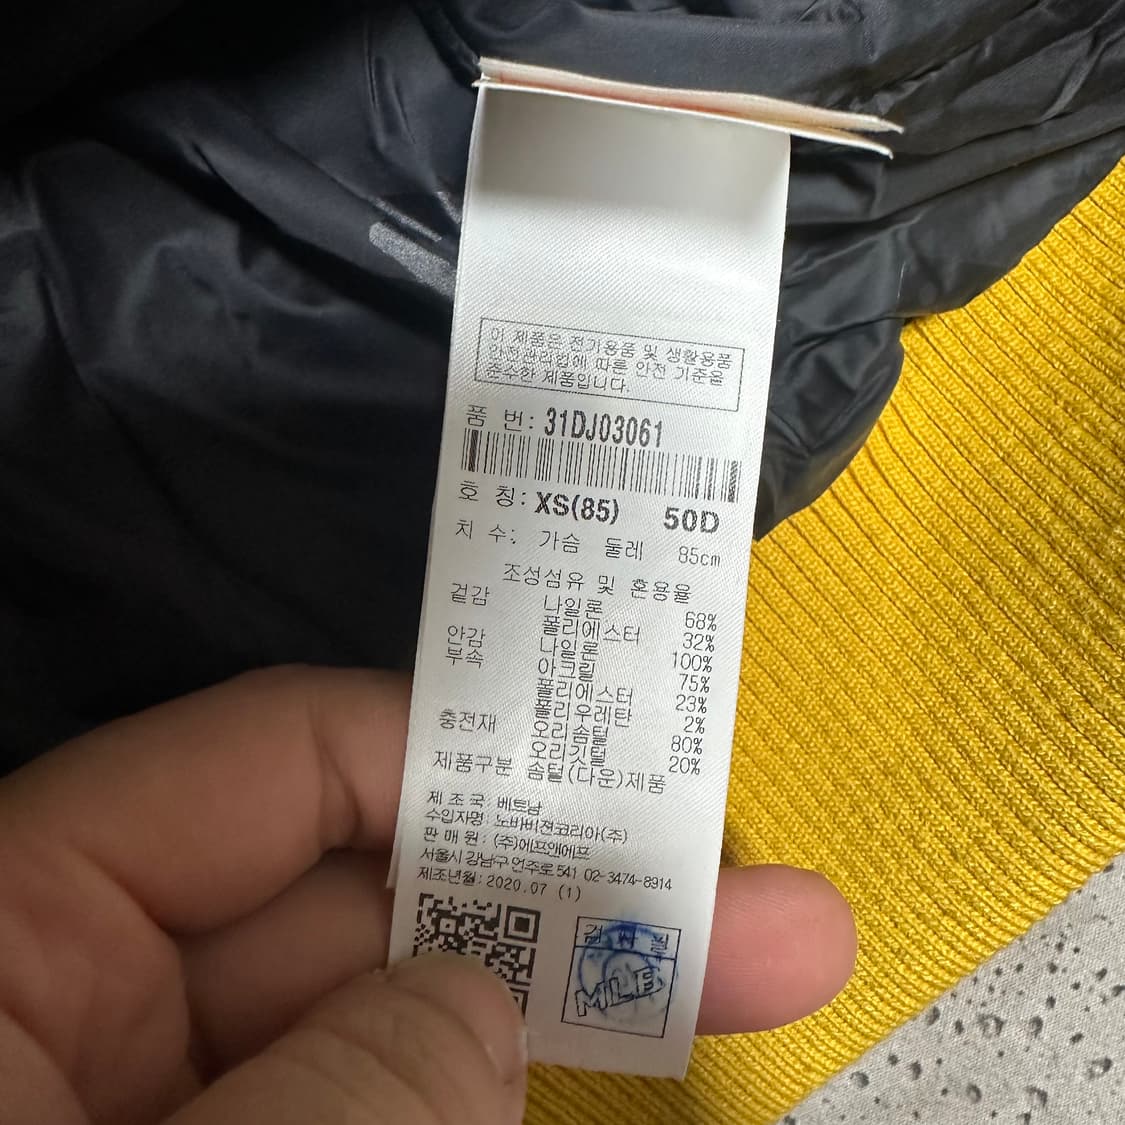 이 제품은 전기용품 및 생활용품
안전관리법에 따른 안전 기준을
준수한 제품입니다.
품 번: 31DJ03061
호 칭: XS(85) 50D
치 수: 가슴 둘레 85cm
조성섬유 및 혼용율
겉감 나일론 68%
폴리에스터 32%
안감 나일론 100%
부속 아크릴 75%
폴리에스터 23%
폴리우레탄 2%
충전재 오리솜털 80%
오리깃털 20%
제품구분 솜털(다운)제품
제 조 국: 베트남
수입자명: 노바비젼코리아(주)
판 매 원: (주)에프앤에프
서울시 강남구 언주로 541 02-3474-8914
제조년월: 2020.07 (1)
검 사 필
MLB